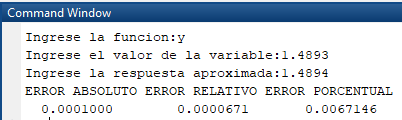 Command Window
Ingrese la funcion:y
Ingrese el valor de la variable:1.4893
Ingrese la respuesta aproximada:1.4894
ERROR ABSOLUTO ERROR RELATIVO ERROR PORCENTUAL
0.0001000 0.0000671 0.0067146